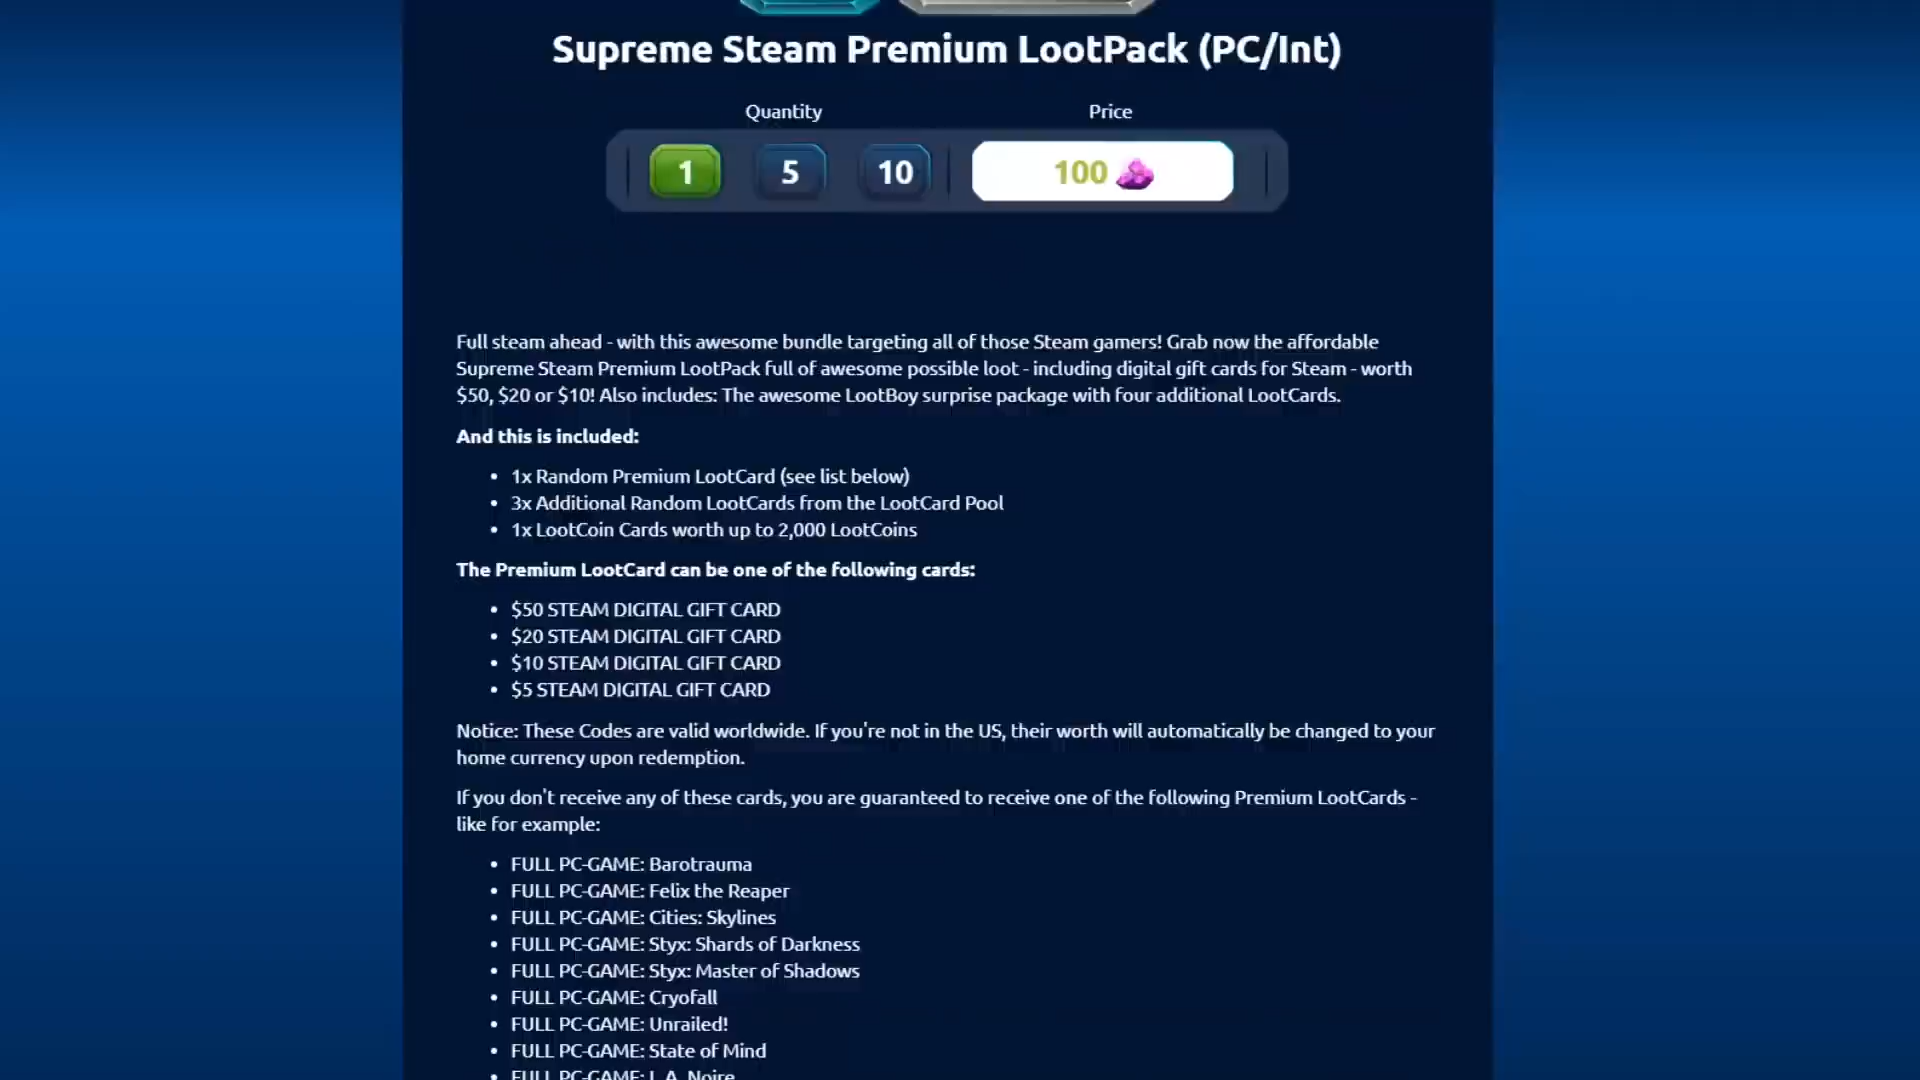 Supreme Steam Premium LootPack (PC/Int)
Quantity Price
1 5 10 100
Full steam ahead - with this awesome bundle targeting all of those Steam gamers! Grab now the affordable
Supreme Steam Premium LootPack full of awesome possible loot - including digital gift cards for Steam - worth
$50, $20 or $10! Also includes: The awesome LootBoy surprise package with four additional LootCards.
And this is included:
• 1x Random Premium LootCard (see list below)
• 3x Additional Random LootCards from the LootCard Pool
• 1x LootCoin Cards worth up to 2,000 LootCoins
The Premium LootCard can be one of the following cards:
• $50 STEAM DIGITAL GIFT CARD
• $20 STEAM DIGITAL GIFT CARD
• $10 STEAM DIGITAL GIFT CARD
• $5 STEAM DIGITAL GIFT CARD
Notice: These Codes are valid worldwide. If you're not in the US, their worth will automatically be changed to your
home currency upon redemption.
If you don't receive any of these cards, you are guaranteed to receive one of the following Premium LootCards -
like for example:
• FULL PC-GAME: Barotrauma
• FULL PC-GAME: Felix the Reaper
• FULL PC-GAME: Cities: Skylines
• FULL PC-GAME: Styx: Shards of Darkness
• FULL PC-GAME: Styx: Master of Shadows
• FULL PC-GAME: Cryofall
• FULL PC-GAME: Unrailed!
• FULL PC-GAME: State of Mind
• FULL PC-GAME: L.A. Noire